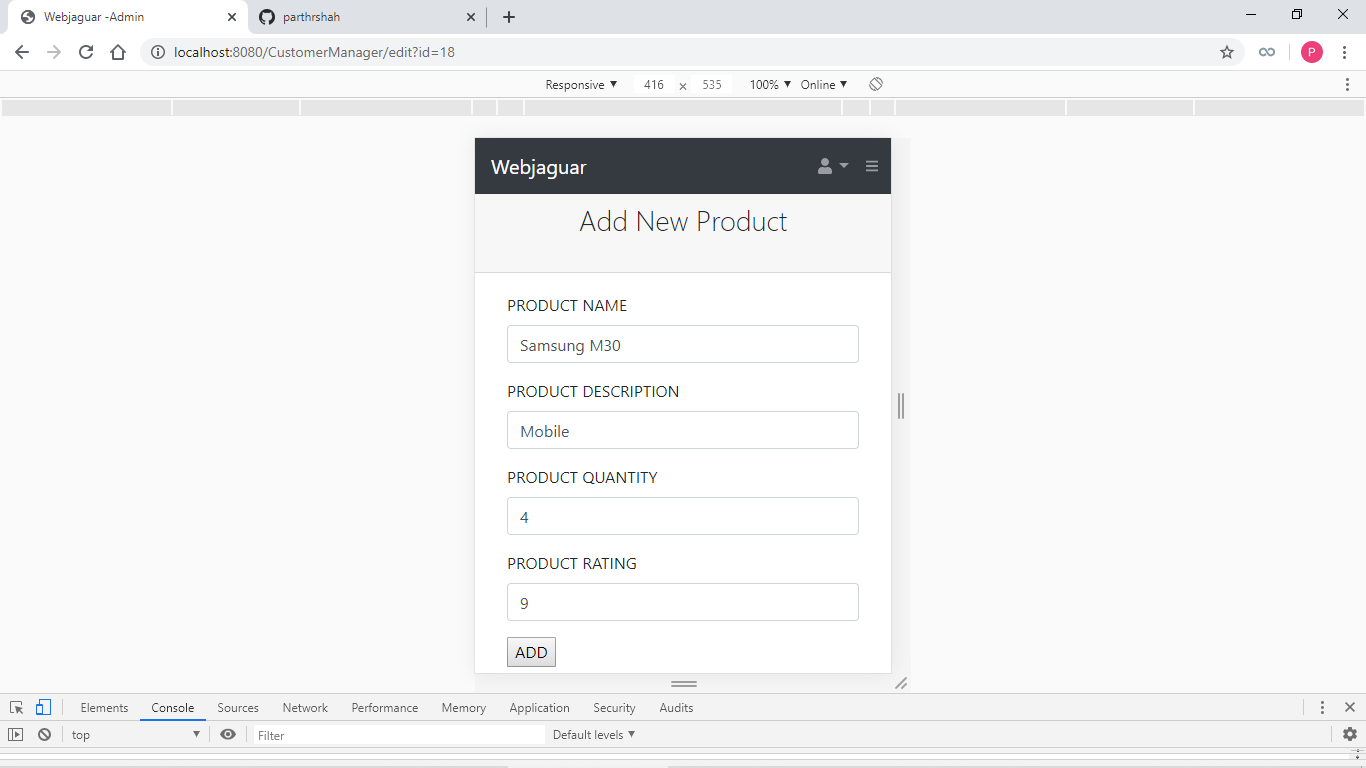 Webjaguar -Admin
parthrshah
localhost:8080/CustomerManager/edit?id=18
P
Responsive 416 x 535 100% Online
Webjaguar
Add New Product
PRODUCT NAME
Samsung M30
PRODUCT DESCRIPTION
Mobile
PRODUCT QUANTITY
4
PRODUCT RATING
9
ADD
Elements Console Sources Network Performance Memory Application Security Audits
top Filter Default levels